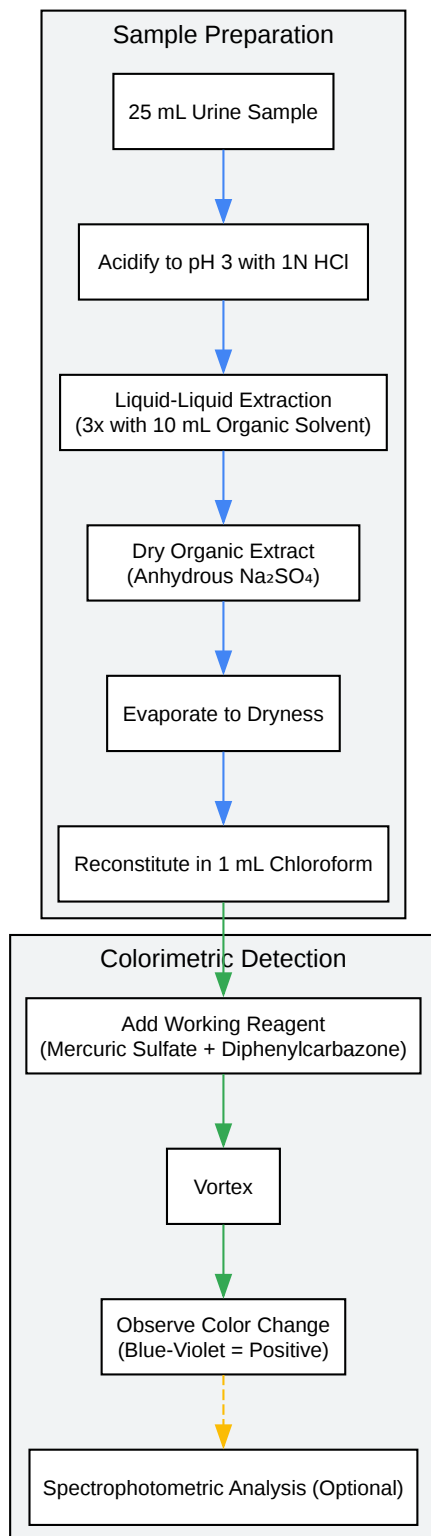 Sample Preparation
25 mL Urine Sample
Acidify to pH 3 with 1N HCl
Liquid-Liquid Extraction
(3x with 10 mL Organic Solvent)
Dry Organic Extract
(Anhydrous Na₂SO₄)
Evaporate to Dryness
Reconstitute in 1 mL Chloroform
Colorimetric Detection
Add Working Reagent
(Mercuric Sulfate + Diphenylcarbazone)
Vortex
Observe Color Change
(Blue-Violet = Positive)
Spectrophotometric Analysis (Optional)